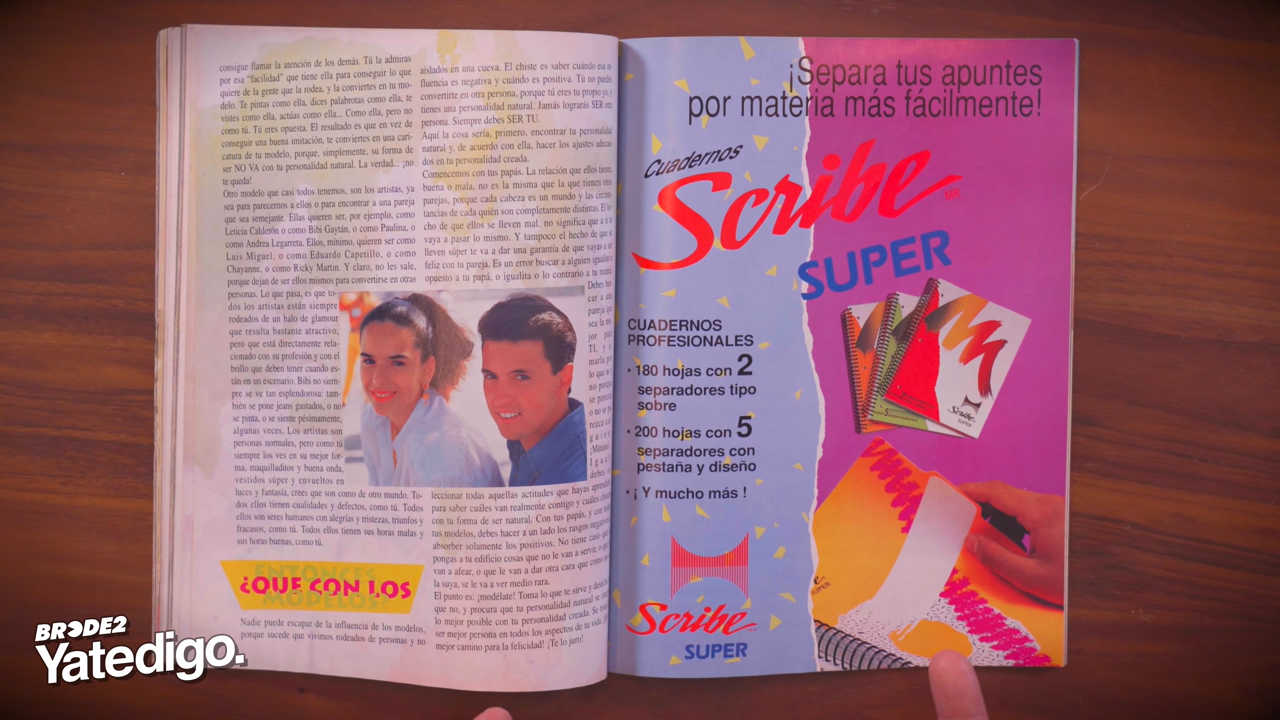 consigue llamar la atención de los demás. Tú la admiras
por esa "facilidad" que tiene ella para conseguir lo que
quiere de la gente que la rodea, y la conviertes en tu mo-
delo. Te pintas como ella, dices palabrotas como ella, te
vistes como ella, actúas como ella... Como ella, pero no
como tú. Tú eres opuesta. El resultado es que en vez de
conseguir una buena imitación, te conviertes en una cari-
catura de tu modelo, porque, simplemente, su forma de
ser NO VA con tu personalidad natural. La verdad... ¡no
te queda!
Otro modelo que casi todos tenemos, son los artistas, ya
sea para parecernos a ellos o para encontrar a una pareja
que sea semejante. Ellas quieren ser, por ejemplo, como
Leticia Calderón o como Bibi Gaytán, o como Paulina, o
como Andrea Legarreta. Ellos, mínimo, quieren ser como
Luis Miguel, o como Eduardo Capetillo, o como
Chayanne, o como Ricky Martin. Y claro, no les sale,
porque dejan de ser ellos mismos para convertirse en otras
personas. Lo que pasa, es que to-
dos los artistas están siempre
rodeados de un halo de glamour
que resulta bastante atractivo,
pero que está directamente rela-
cionado con su profesión y con el
brillo que deben tener cuando es-
tán en un escenario. Bibi no siem-
pre se ve tan esplendorosa: tam-
bién se pone jeans gastados, o no
se pinta, o se siente pésimamente,
algunas veces. Los artistas son
personas normales, pero como tú
siempre los ves en su mejor for-
ma, maquilladitos y buena onda,
vestidos súper y envueltos en
luces y fantasía, crees que son como de otro mundo. To-
dos ellos tienen cualidades y defectos, como tú. Todos
ellos son seres humanos con alegrías y tristezas, triunfos y
fracasos, como tú. Todos ellos tienen sus horas malas y
sus horas buenas, como tú.
¿QUE CON LOS
Nadie puede escapar de la influencia de los modelos,
porque sucede que vivimos rodeados de personas y no
aislados en una cueva. El chiste es saber cuándo esa in-
fluencia es negativa y cuándo es positiva. Tú no puedes
convertirte en otra persona, porque tú eres tu propio yo, y
tienes una personalidad natural. Jamás lograrás SER otra
persona. Siempre debes SER TU.
Aquí la cosa sería, primero, encontrar tu personalidad
natural y, de acuerdo con ella, hacer los ajustes adecua-
dos en tu personalidad creada.
Comencemos con tus papás. La relación que ellos tienen,
buena o mala, no es la misma que la que tienen otras
parejas, porque cada cabeza es un mundo y las circuns-
tancias de cada quién son completamente distintas. El he-
cho de que ellos se lleven mal, no significa que a ti te
vaya a pasar lo mismo. Y tampoco el hecho de que se
lleven súper te va a dar una garantía de que vayas a ser
feliz con tu pareja. Es un error buscar a alguien igualito u
opuesto a tu papá, o igualita o lo contrario a tu mamá.
Debes bus-
car a una
pareja que
sea la me-
jor para
TI,
leccionar todas aquellas actitudes que hayas aprendido
para saber cuáles van realmente contigo y cuáles chocan
con tu forma de ser natural. Con tus papás, y con todos
tus modelos, debes hacer a un lado los rasgos negativos y
absorber solamente los positivos. No tiene caso que
pongas a tu edificio cosas que no le van a servir, o que lo
van a afear, o que le van a dar otra cara que como no es
la suya, se le va a ver medio rara.
El punto es: ¡modélate! Toma lo que te sirve y desecha lo
que no, y procura que tu personalidad natural se
lo mejor posible con tu personalidad creada. Se trata de
ser mejor persona en todos los aspectos de tu vida.
mejor camino para la felicidad! ¡Te lo juro!
¡Separa tus apuntes
por materia más fácilmente!
Cuadernos
Scribe MR
SUPER
CUADERNOS
PROFESIONALES
· 180 hojas con 2
separadores tipo
sobre
· 200 hojas con 5
separadores con
pestaña y diseño
· ¡ Y mucho más !
Scribe
SUPER
Scribe
SUPER
BRODE2
Yatedigo.